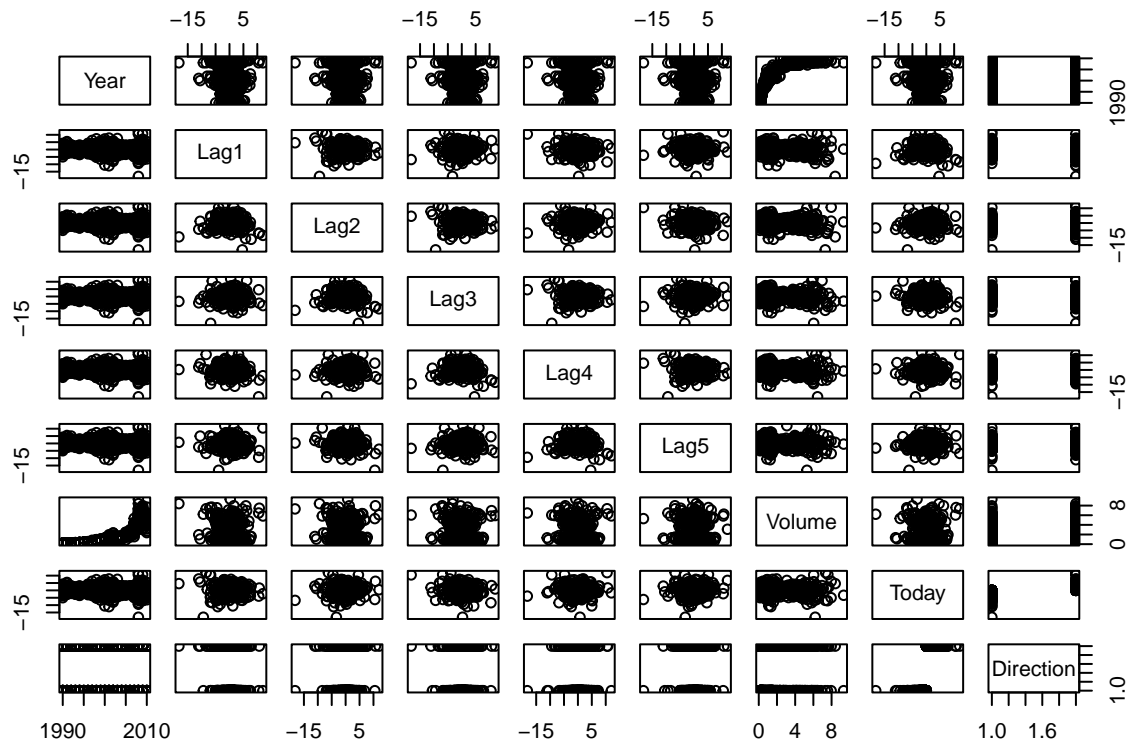 −15 5 −15 5 −15 5
Year 1990
−15 Lag1
Lag2 −15
−15 Lag3
Lag4 −15
−15 Lag5
Volume 0 8
−15 Today
Direction 1.0
1990 2010 −15 5 −15 5 0 4 8 1.0 1.6